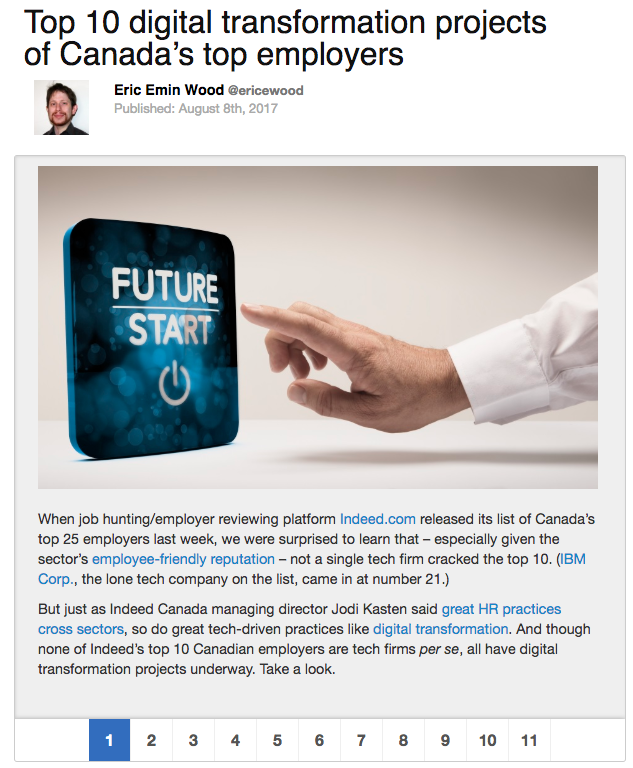 Top 10 digital transformation projects
of Canada's top employers
Eric Emin Wood @ericewood
Published: August 8th, 2017
FUTURE
START
When job hunting/employer reviewing platform Indeed.com released its list of Canada's
top 25 employers last week, we were surprised to learn that – especially given the
sector's employee-friendly reputation – not a single tech firm cracked the top 10. (IBM
Corp., the lone tech company on the list, came in at number 21.)
But just as Indeed Canada managing director Jodi Kasten said great HR practices
cross sectors, so do great tech-driven practices like digital transformation. And though
none of Indeed's top 10 Canadian employers are tech firms per se, all have digital
transformation projects underway. Take a look.
1 2 3 4 5 6 7 8 9 10 11